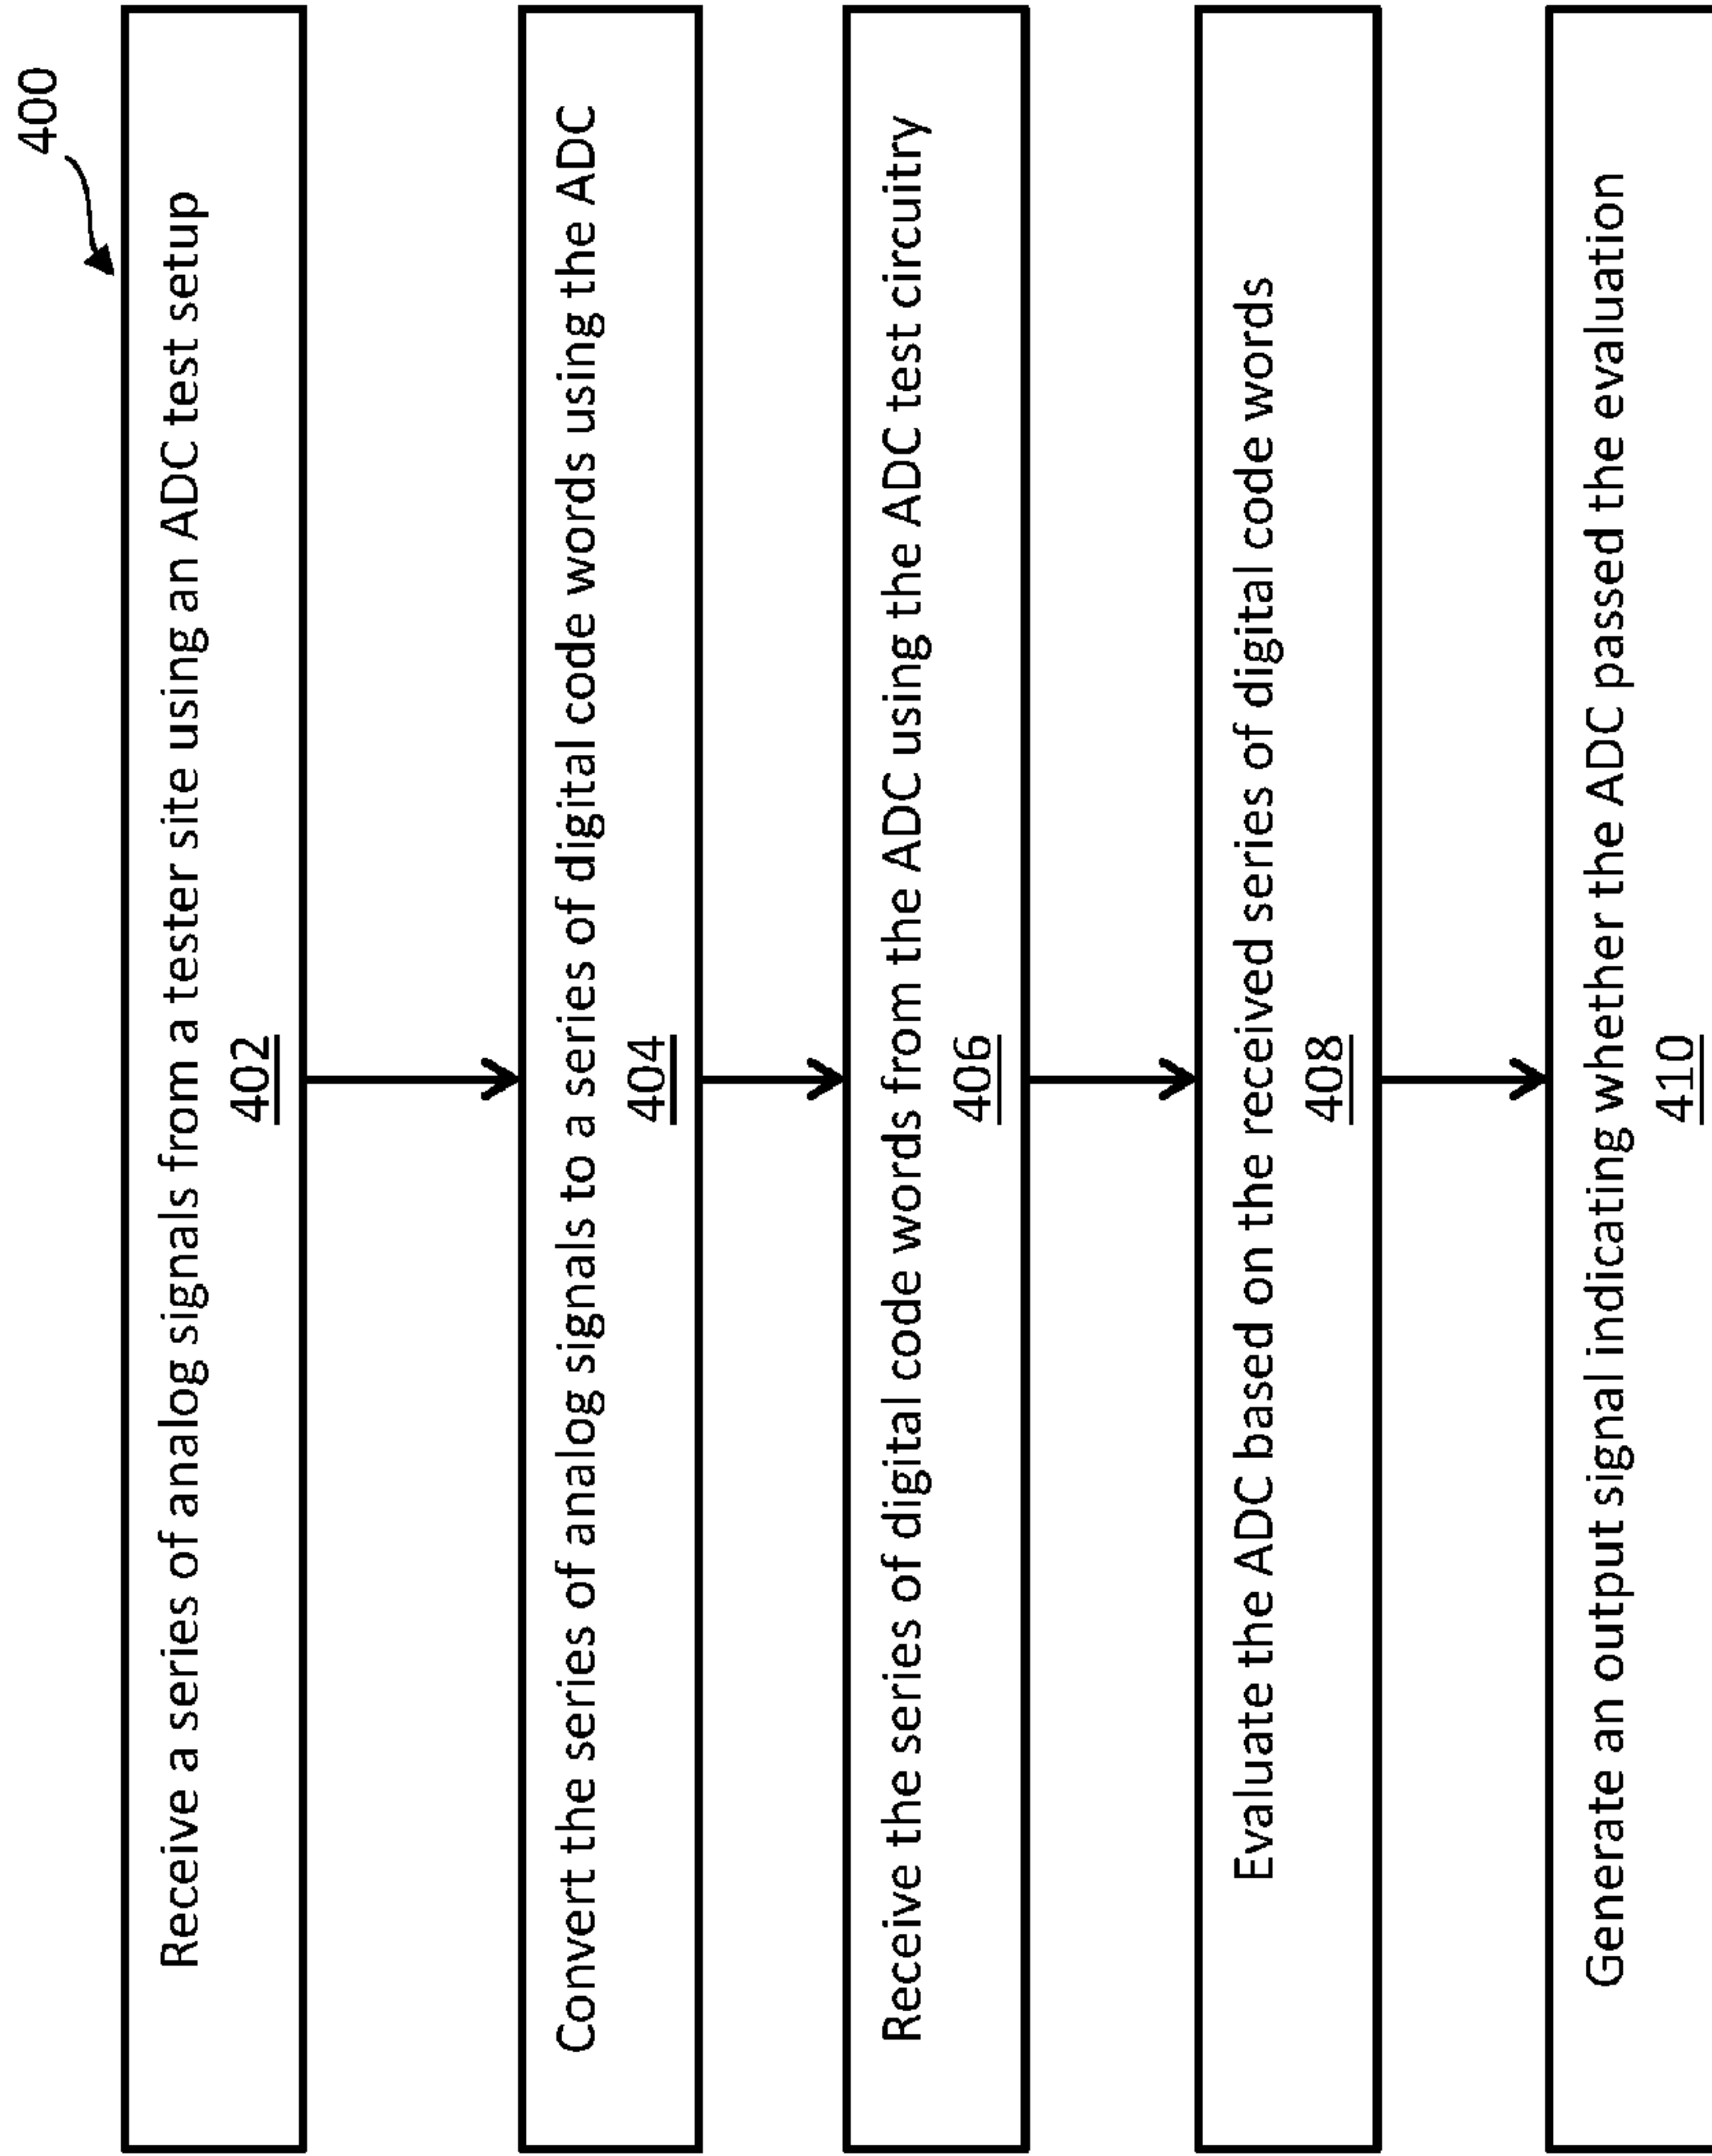 400
Receive a series of analog signals from a tester site using an ADC test setup
402
Convert the series of analog signals to a series of digital code words using the ADC
404
Receive the series of digital code words from the ADC using the ADC test circuitry
406
Evaluate the ADC based on the received series of digital code words
408
Generate an output signal indicating whether the ADC passed the evaluation
410